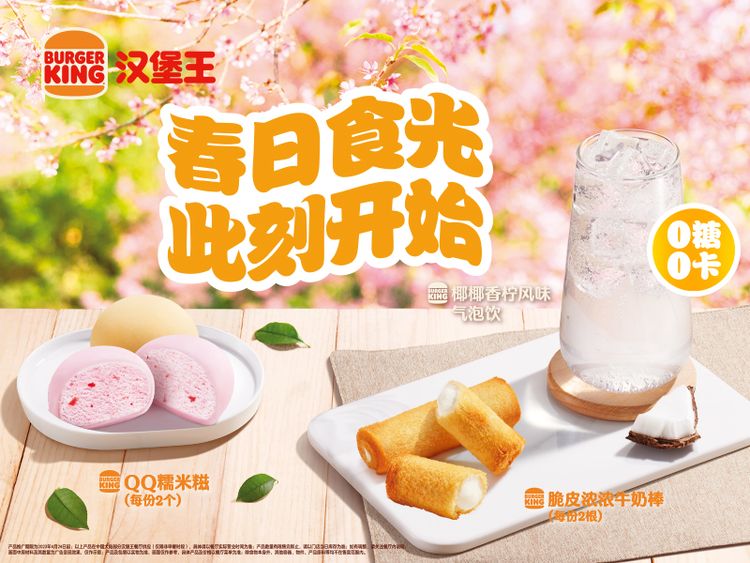 BURGER
KING
汉堡王
春日食光
此刻开始
0糖
0卡
BURGER
KING
椰椰香柠风味
气泡饮
BURGER
KING
QQ糯米糍
(每份2个)
BURGER
KING
脆皮浓浓牛奶棒
(每份2根)